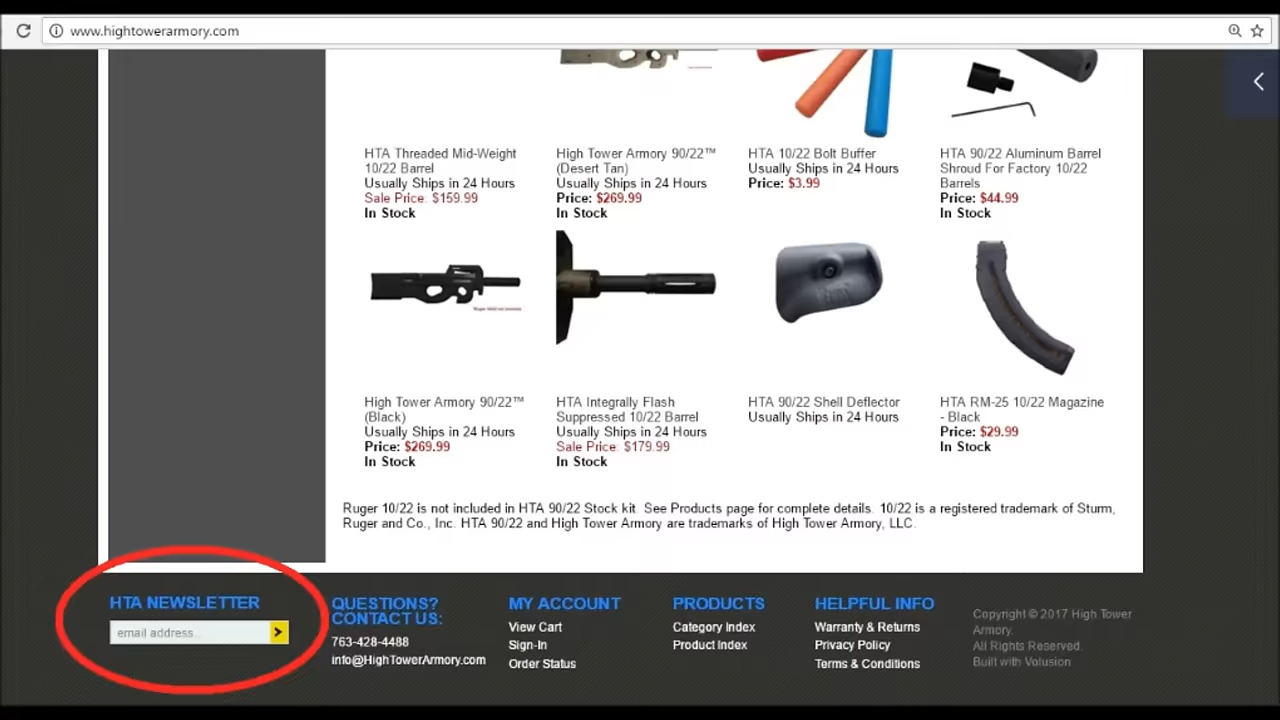 www.hightowerarmory.com
HTA Threaded Mid-Weight
10/22 Barrel
Usually Ships in 24 Hours
Sale Price: $159.99
In Stock
High Tower Armory 90/22™
(Desert Tan)
Usually Ships in 24 Hours
Price: $269.99
In Stock
HTA 10/22 Bolt Buffer
Usually Ships in 24 Hours
Price: $3.99
HTA 90/22 Aluminum Barrel
Shroud For Factory 10/22
Barrels
Price: $44.99
In Stock
High Tower Armory 90/22™
(Black)
Usually Ships in 24 Hours
Price: $269.99
In Stock
HTA Integrally Flash
Suppressed 10/22 Barrel
Usually Ships in 24 Hours
Sale Price: $179.99
In Stock
HTA 90/22 Shell Deflector
Usually Ships in 24 Hours
HTA RM-25 10/22 Magazine
- Black
Price: $29.99
In Stock
Ruger 10/22 is not included in HTA 90/22 Stock kit. See Products page for complete details. 10/22 is a registered trademark of Sturm,
Ruger and Co., Inc. HTA 90/22 and High Tower Armory are trademarks of High Tower Armory, LLC.
HTA NEWSLETTER
email address...
QUESTIONS?
CONTACT US:
763-428-4488
info@HighTowerArmory.com
MY ACCOUNT
View Cart
Sign-In
Order Status
PRODUCTS
Category Index
Product Index
HELPFUL INFO
Warranty & Returns
Privacy Policy
Terms & Conditions
Copyright © 2017 High Tower
Armory.
All Rights Reserved.
Built with Volusion